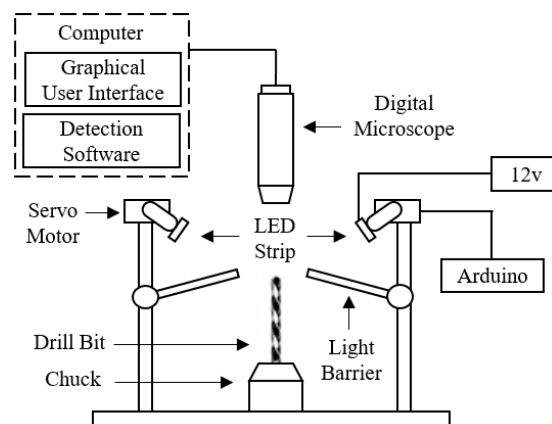 Computer
Graphical
User Interface
Detection
Software
Digital
Microscope
12v
Servo
Motor
LED
Strip
Arduino
Drill Bit
Light
Barrier
Chuck